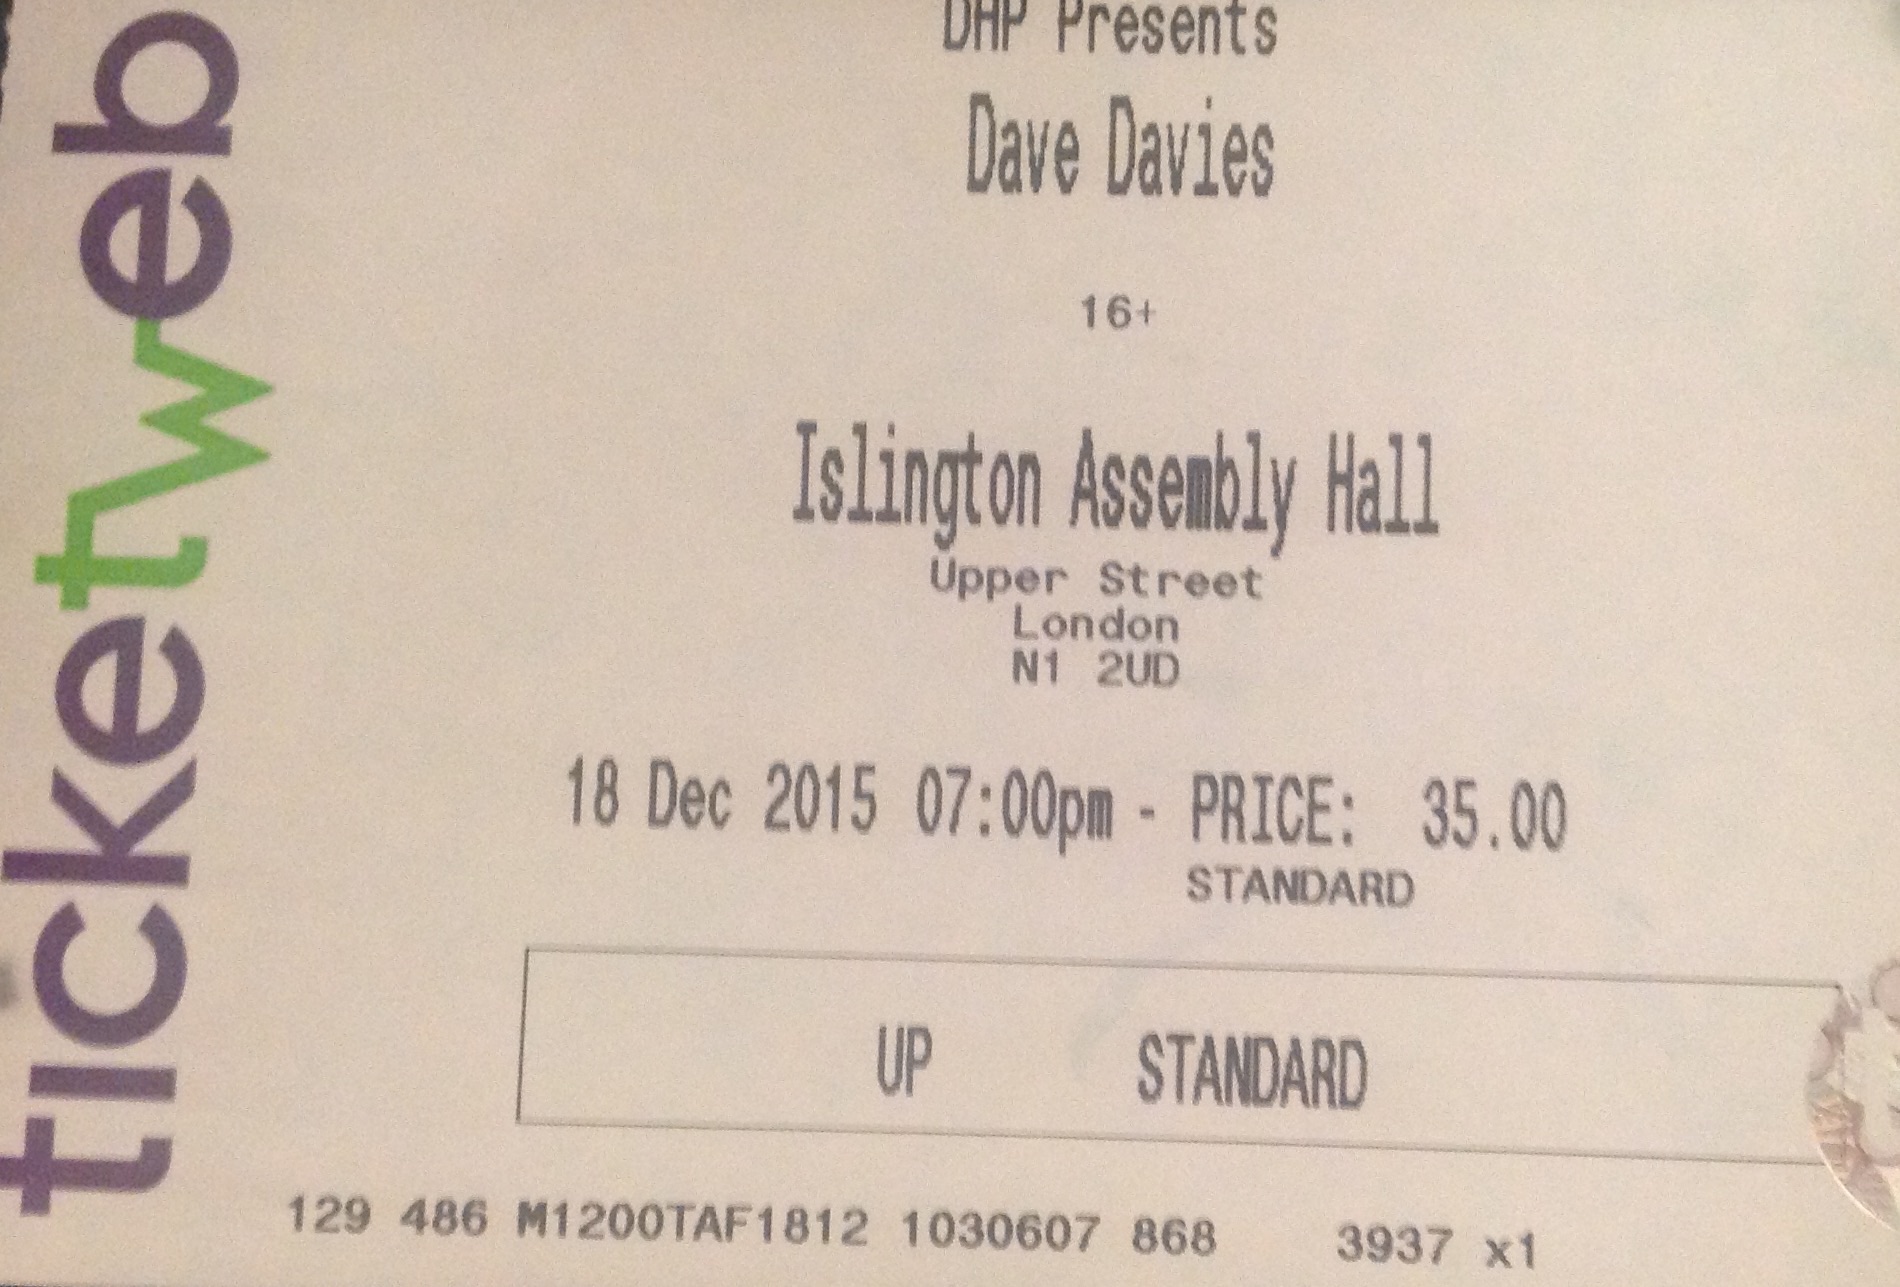 ticketweb
DHP Presents
Dave Davies
16+
Islington Assembly Hall
Upper Street
London
N1 2UD
18 Dec 2015 07:00pm - PRICE: 35.00
STANDARD
UP STANDARD
129 486 M1200TAF1812 1030607 868 3937 x1